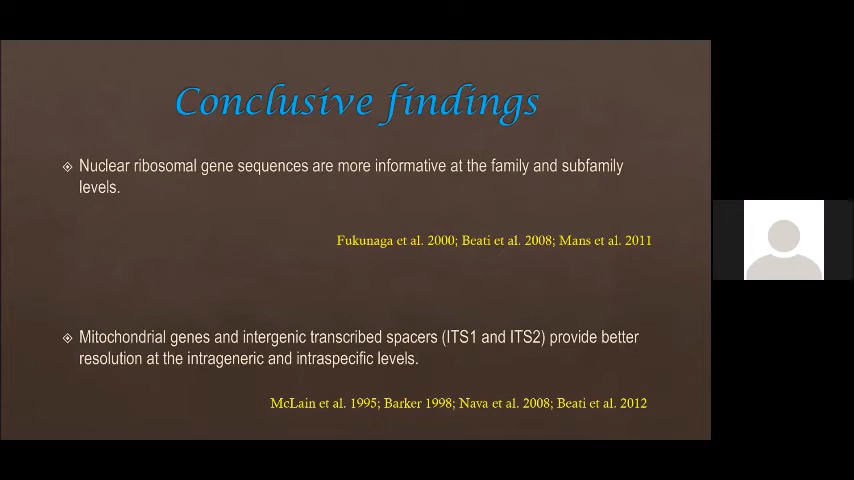 Conclusive findings
Nuclear ribosomal gene sequences are more informative at the family and subfamily
levels.
Fukunaga et al. 2000; Beati et al. 2008; Mans et al. 2011
Mitochondrial genes and intergenic transcribed spacers (ITS1 and ITS2) provide better
resolution at the intrageneric and intraspecific levels.
McLain et al. 1995; Barker 1998; Nava et al. 2008; Beati et al. 2012